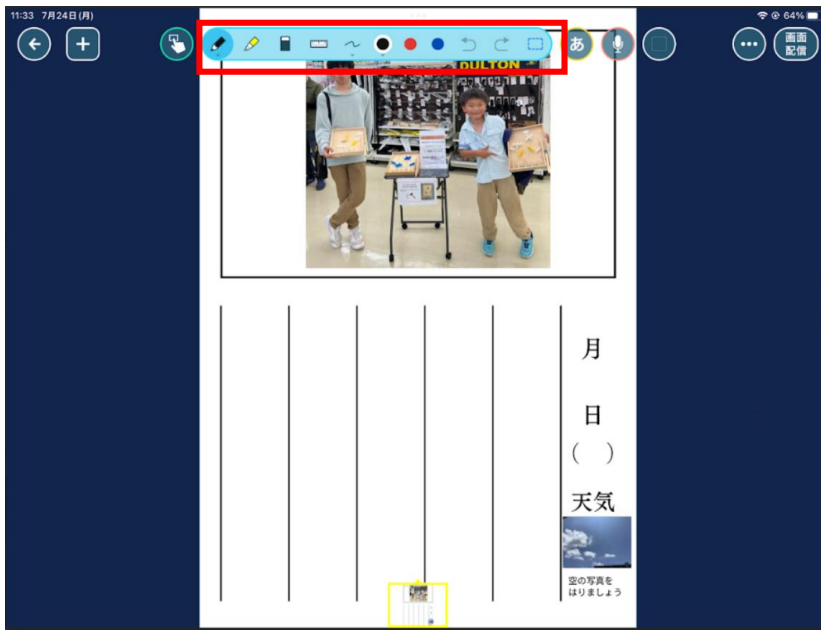 11:33 7月24日(月)
64%
あ
画面
配信
DULTON
月
日
( )
天気
空の写真を
はりましょう